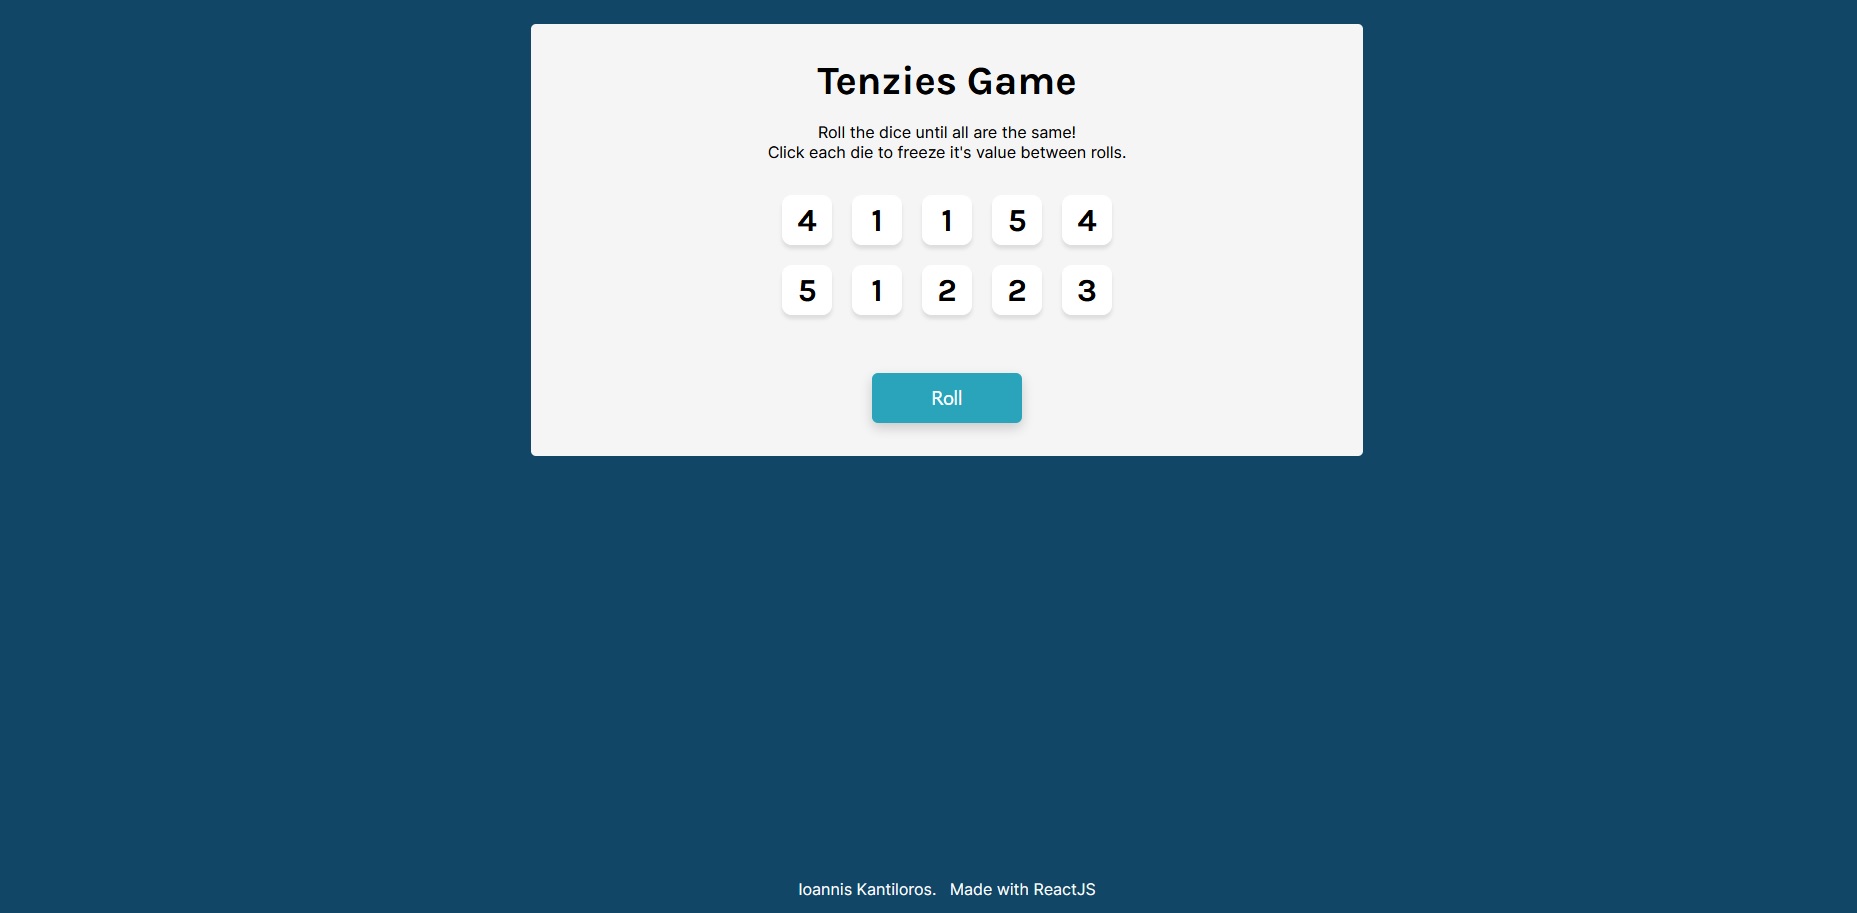 Tenzies Game
Roll the dice until all are the same!
Click each die to freeze it's value between rolls.
4 1 1 5 4
5 1 2 2 3
Roll
Ioannis Kantiloros. Made with ReactJS